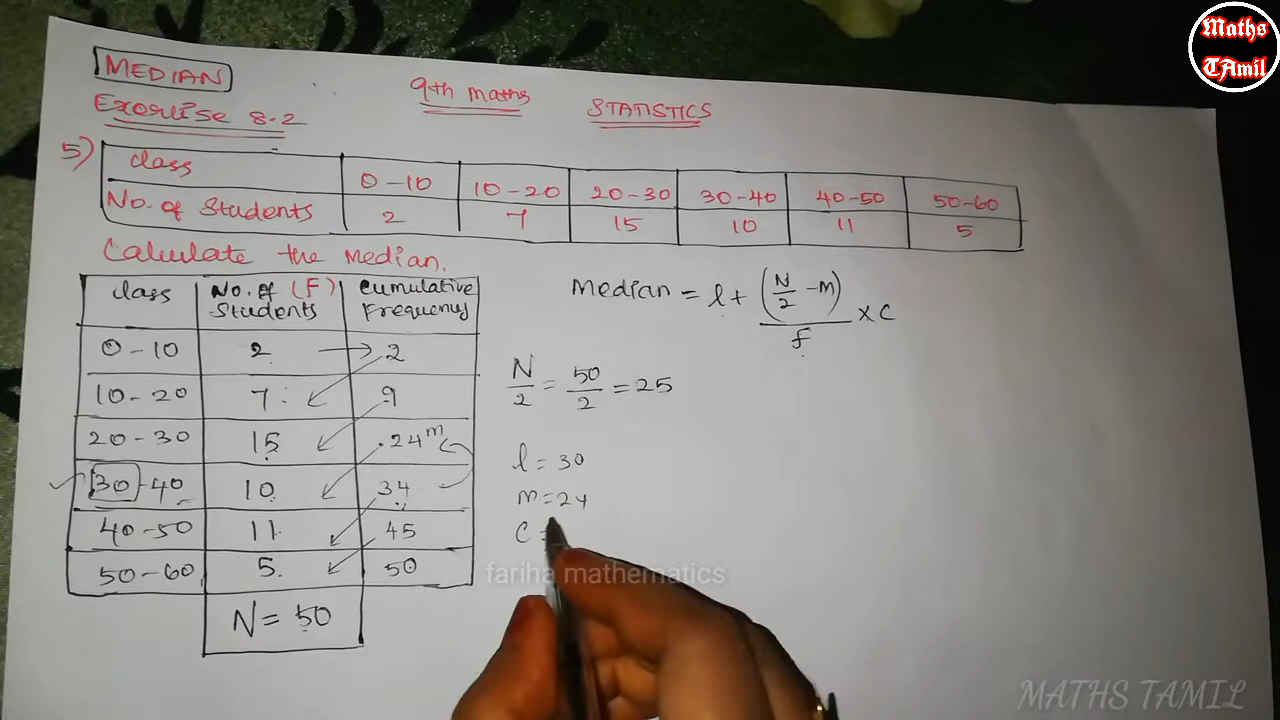 Maths
TAmil
MEDIAN
9th Maths STATISTICS
Exercise 8.2
5)
Class 0-10 10-20 20-30 30-40 40-50 50-60
No. of Students 2 7 15 10 11 5
Calculate the Median.
Class No. of (F) Students Cumulative Frequency
0-10 2 2
10-20 7 9
20-30 15 24 m
30-40 10 34
40-50 11 45
50-60 5 50
N = 50
Median = l + (N/2 - m)/f × c
N/2 = 50/2 = 25
l = 30
m = 24
c =
fariha mathematics
MATHS TAMIL